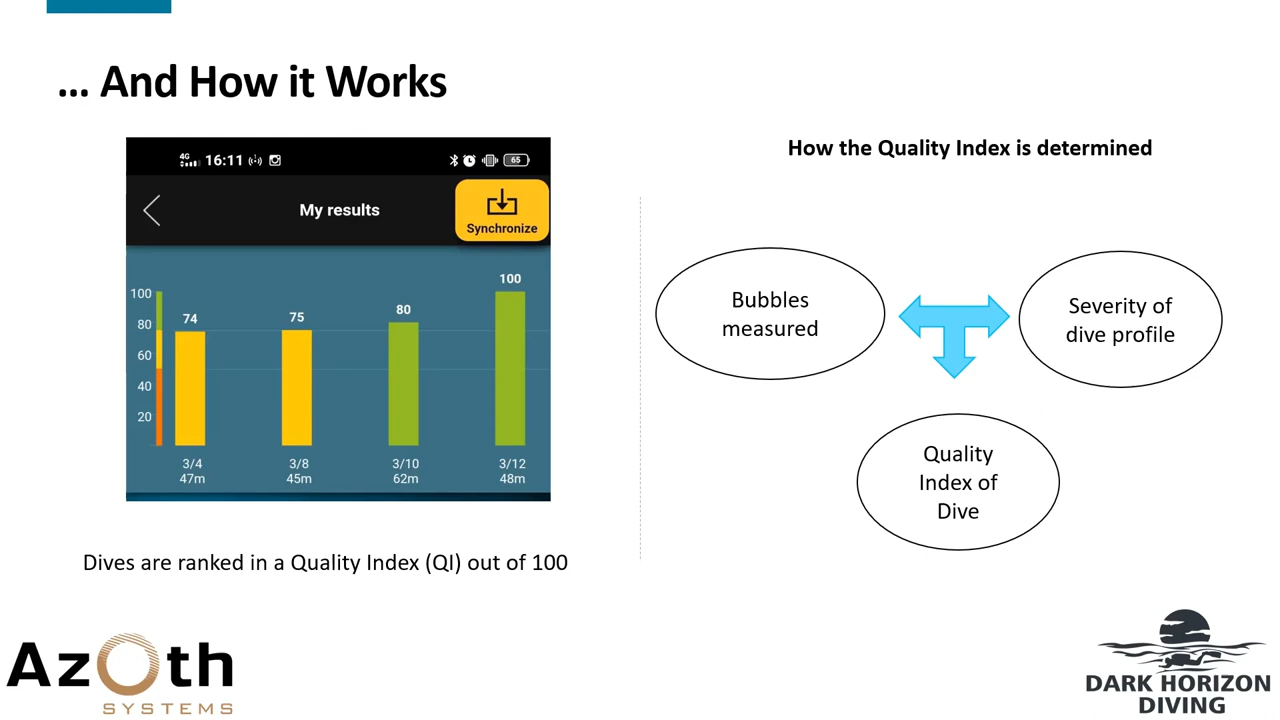 … And How it Works
4G 16:11 65
My results
Synchronize
100
80
60
40
20
74
75
80
100
3/4
47m
3/8
45m
3/10
62m
3/12
48m
Dives are ranked in a Quality Index (QI) out of 100
How the Quality Index is determined
Bubbles
measured
Severity of
dive profile
Quality
Index of
Dive
Azoth
SYSTEMS
DARK HORIZON
DIVING